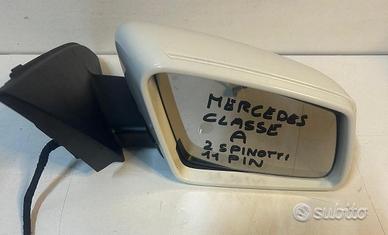 MERCEDES
CLASSE
A
2 SPINOTTI
11 PIN
subito